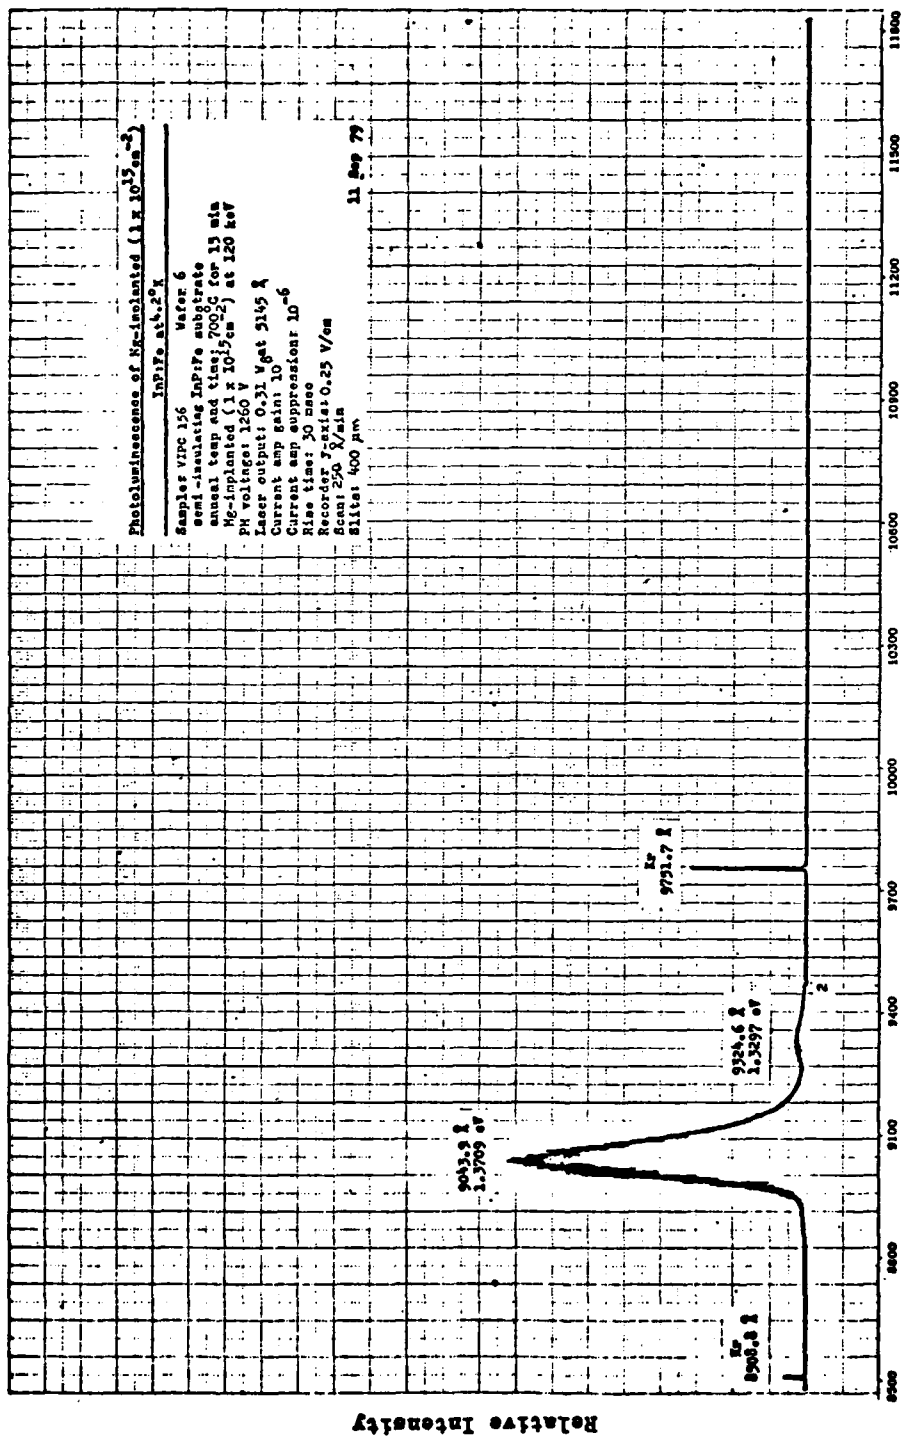 Photoluminescence of Mg-implanted (1 x 10^15 cm^-2)
InP:Fe at 4.2°K
Sample: VIPC 156 Wafer 6
semi-insulating InP:Fe substrate
anneal temp and time: 700°C for 15 min
Mg-implanted (1 x 10^15 cm^-2) at 120 keV
PM voltage: 1260 V
Laser output: 0.31 W at 5145 Å
Current amp gain: 10^8
Current amp suppression: 10^-6
Rise time: 30 msec
Recorder y-axis: 0.25 V/cm
Scan: 250 Å/min
Slits: 400 µm
11 Sep 79
Kr
8508.8 Å
9043.9 Å
1.3709 eV
9324.6 Å
1.3297 eV
2
Kr
9751.7 Å
8500
8800
9100
9400
9700
10000
10300
10600
10900
11200
11500
11800
Relative Intensity